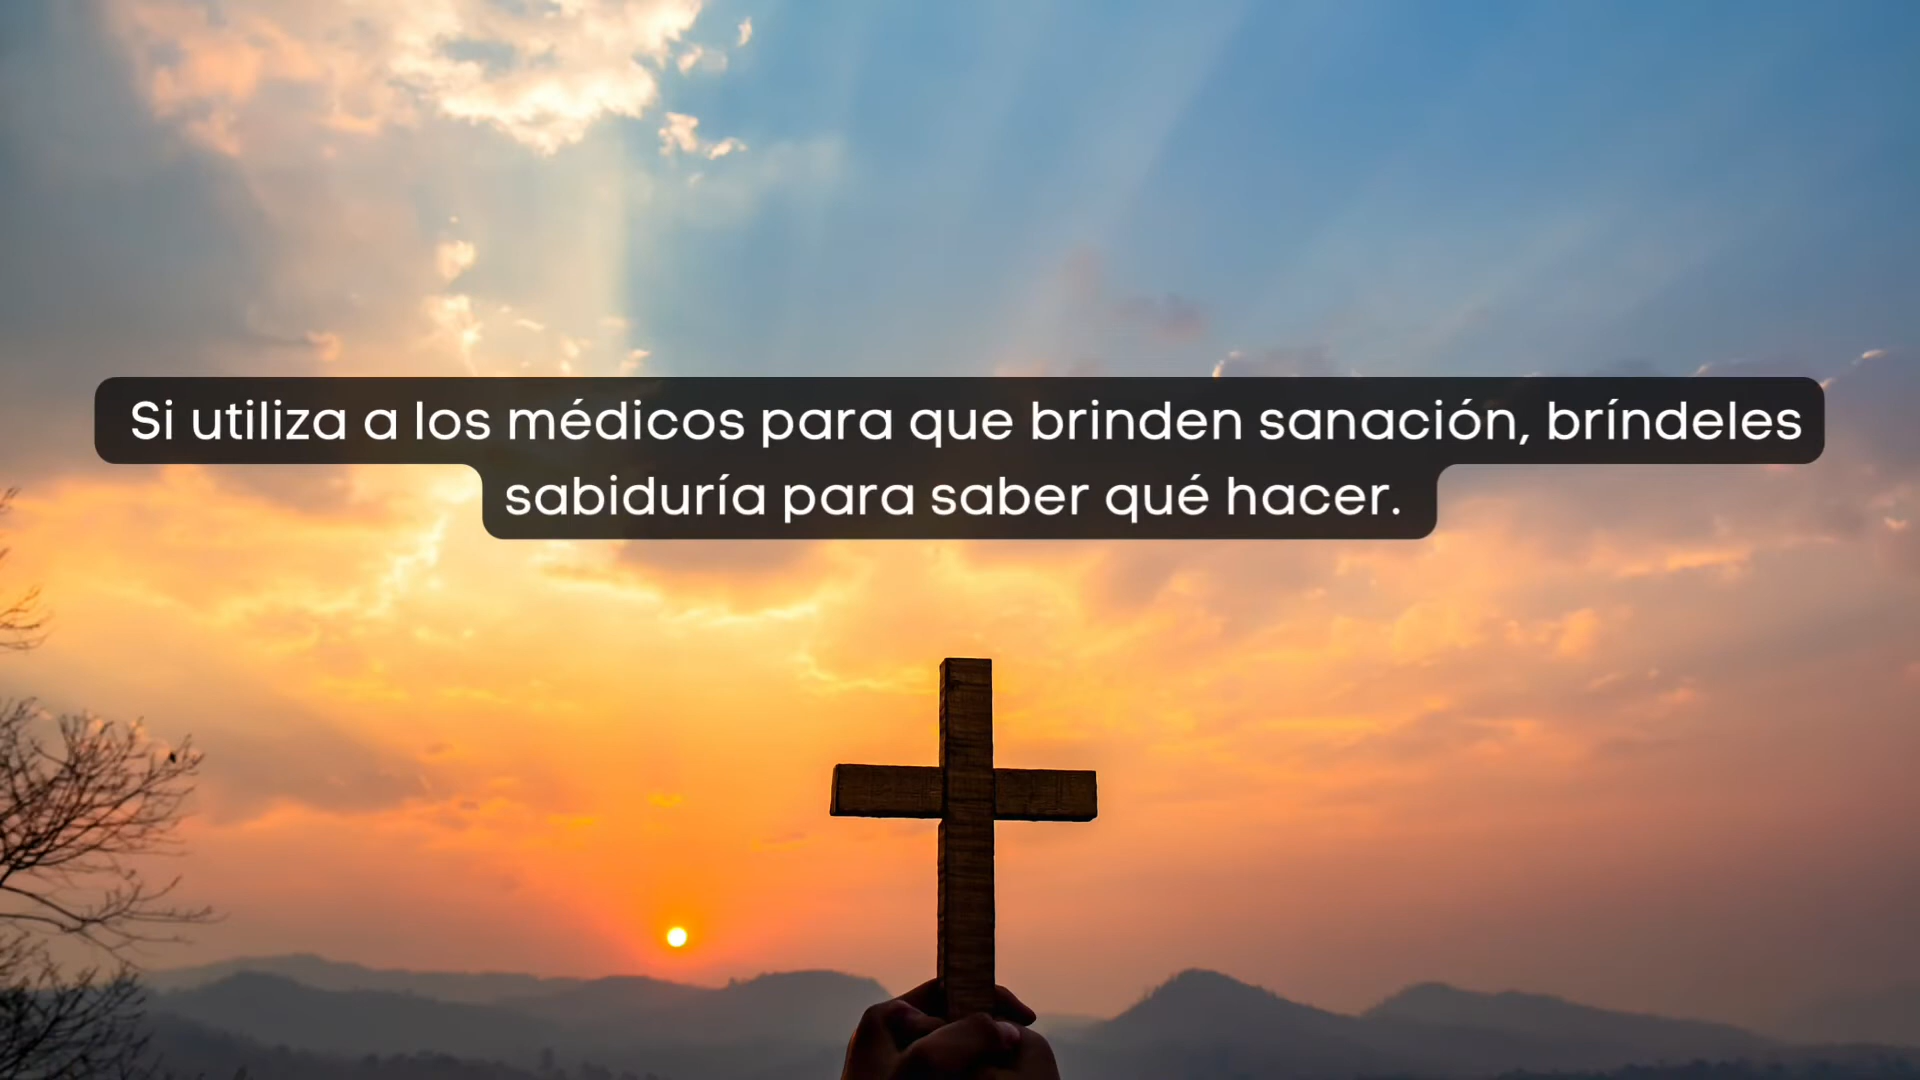 Si utiliza a los médicos para que brinden sanación, bríndeles
sabiduría para saber qué hacer.